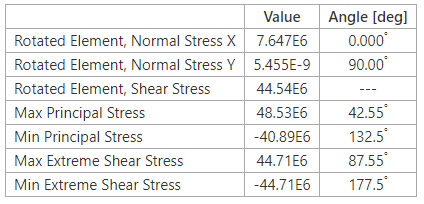 Value Angle [deg]
Rotated Element, Normal Stress X 7.647E6 0.000°
Rotated Element, Normal Stress Y 5.455E-9 90.00°
Rotated Element, Shear Stress 44.54E6 ---
Max Principal Stress 48.53E6 42.55°
Min Principal Stress -40.89E6 132.5°
Max Extreme Shear Stress 44.71E6 87.55°
Min Extreme Shear Stress -44.71E6 177.5°